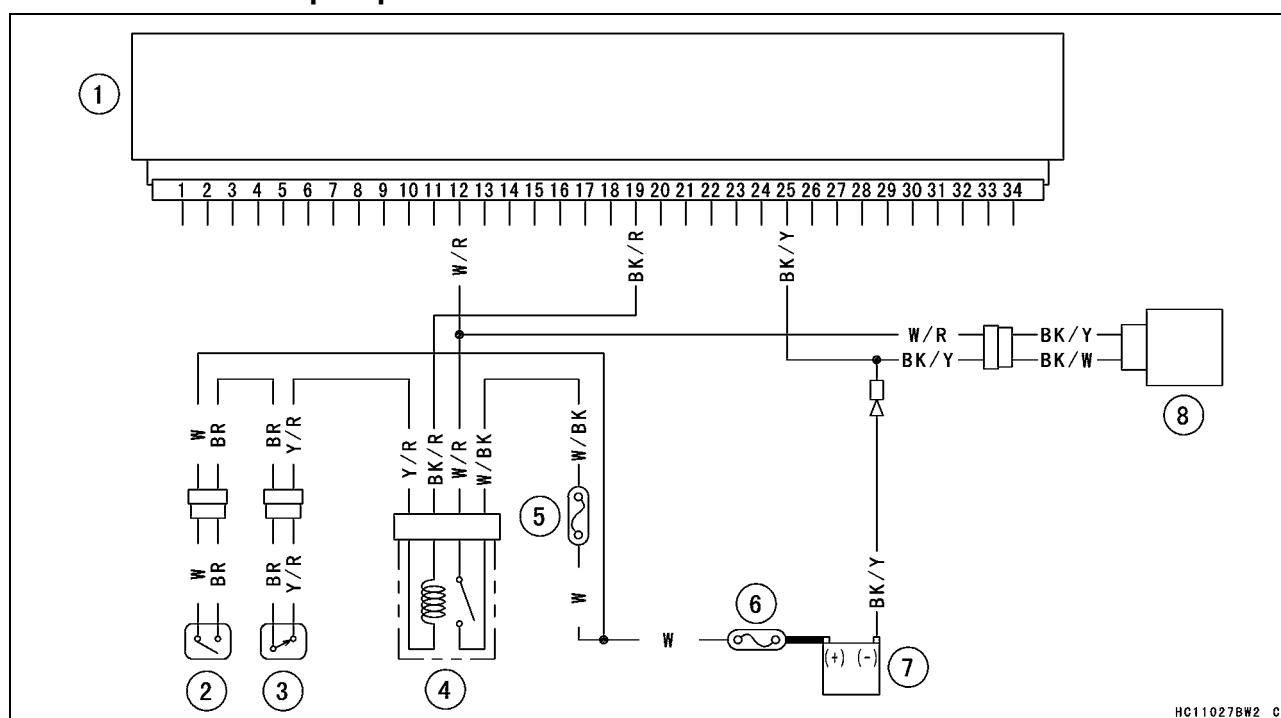 1
1 2 3 4 5 6 7 8 9 10 11 12 13 14 15 16 17 18 19 20 21 22 23 24 25 26 27 28 29 30 31 32 33 34
W/R
BK/R
BK/Y
W/R
BK/Y
BK/Y
BK/W
8
W
BR
BR
Y/R
Y/R
BK/R
W/R
W/BK
W/BK
5
W
BR
BR
Y/R
W
BK/Y
6
W
(+) (-)
7
2
3
4
HC11027BW2 C